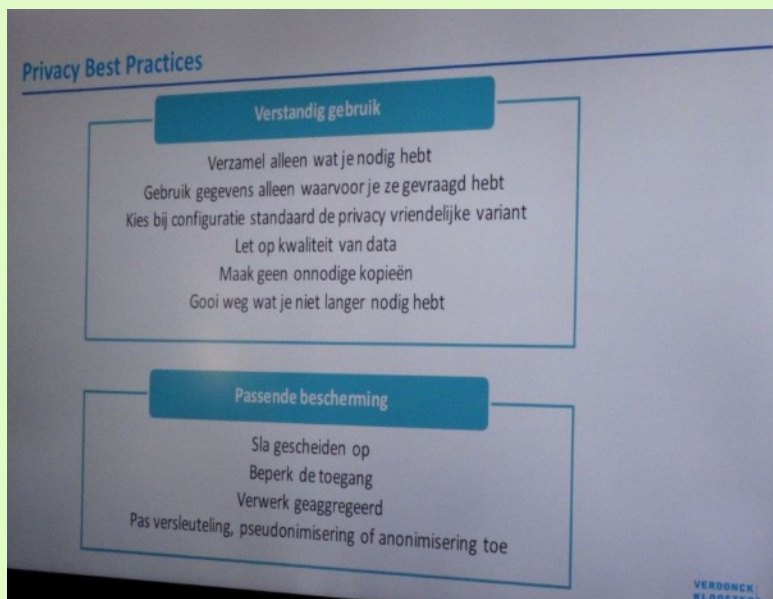 Privacy Best Practices
Verstandig gebruik
Verzamel alleen wat je nodig hebt
Gebruik gegevens alleen waarvoor je ze gevraagd hebt
Kies bij configuratie standaard de privacy vriendelijke variant
Let op kwaliteit van data
Maak geen onnodige kopieën
Gooi weg wat je niet langer nodig hebt
Passende bescherming
Sla gescheiden op
Beperk de toegang
Verwerk geaggregeerd
Pas versleuteling, pseudonimisering of anonimisering toe
VERDONCK